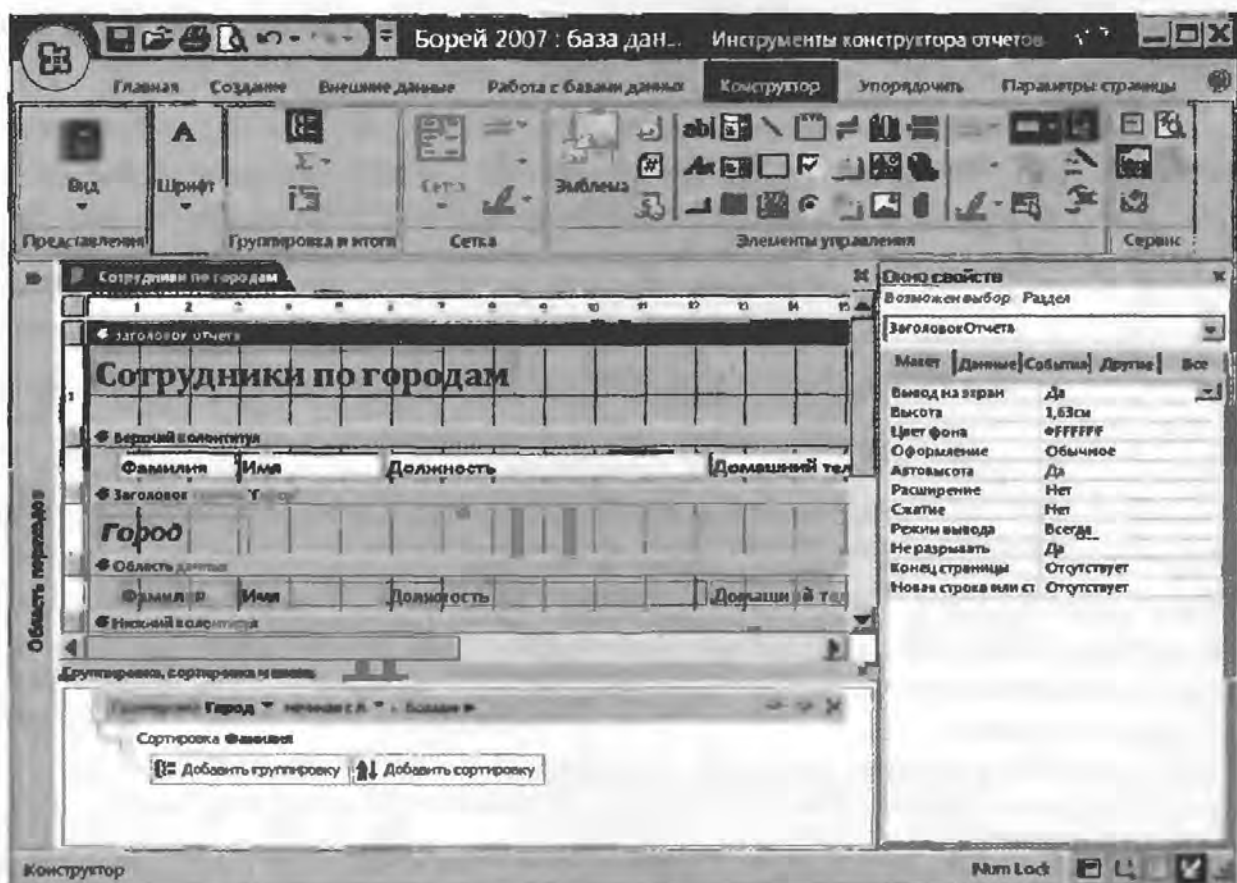 Борей 2007 : база дан... Инструменты конструктора отчетов
Главная Создание Внешние данные Работа с базами данных Конструктор Упорядочить Параметры страницы
Вид
Шрифт
Сетка
Эмблема
Представления
Группировка и итоги
Сетка
Элементы управления
Сервис
Сотрудники по городам
Заголовок отчета
Сотрудники по городам
Верхний колонтитул
Фамилия Имя Должность Домашний тел
Заголовок
Город
Область данных
Фамилия Имя Должность Домашний тел
Нижний колонтитул
Область переходов
Группировка, сортировка и
Город
Сортировка Фамилия
Добавить группировку Добавить сортировку
Окно свойств
Возможен выбор: Раздел
ЗаголовокОтчета
Макет Данные События Другие Все
Вывод на экран Да
Высота 1,63см
Цвет фона #FFFFFF
Оформление Обычное
Автовысота Да
Расширение Нет
Сжатие Нет
Режим вывода Всегда
Не разрывать Да
Конец страницы Отсутствует
Новая строка или ст Отсутствует
Конструктор Num Lock